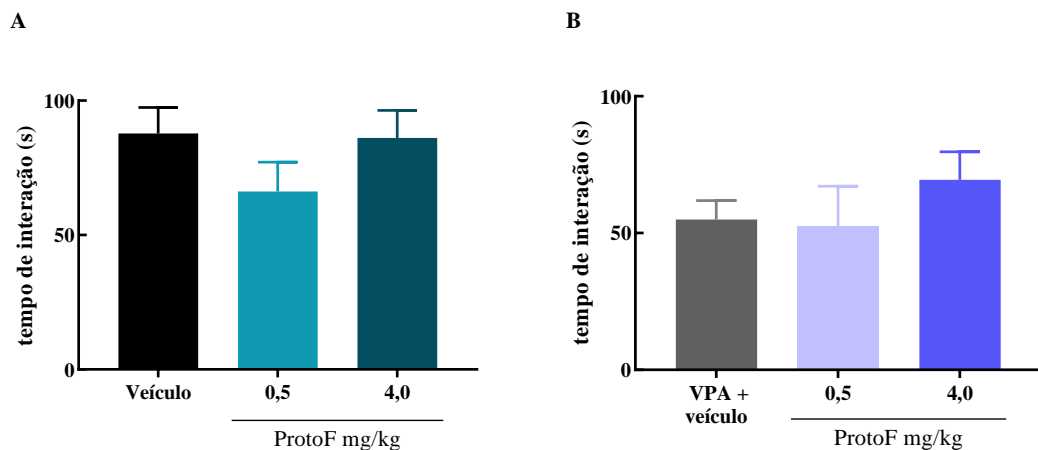 A
tempo de interação (s)
100
50
0
Veículo
0,5
4,0
ProtoF mg/kg
B
tempo de interação (s)
100
50
0
VPA +
veículo
0,5
4,0
ProtoF mg/kg